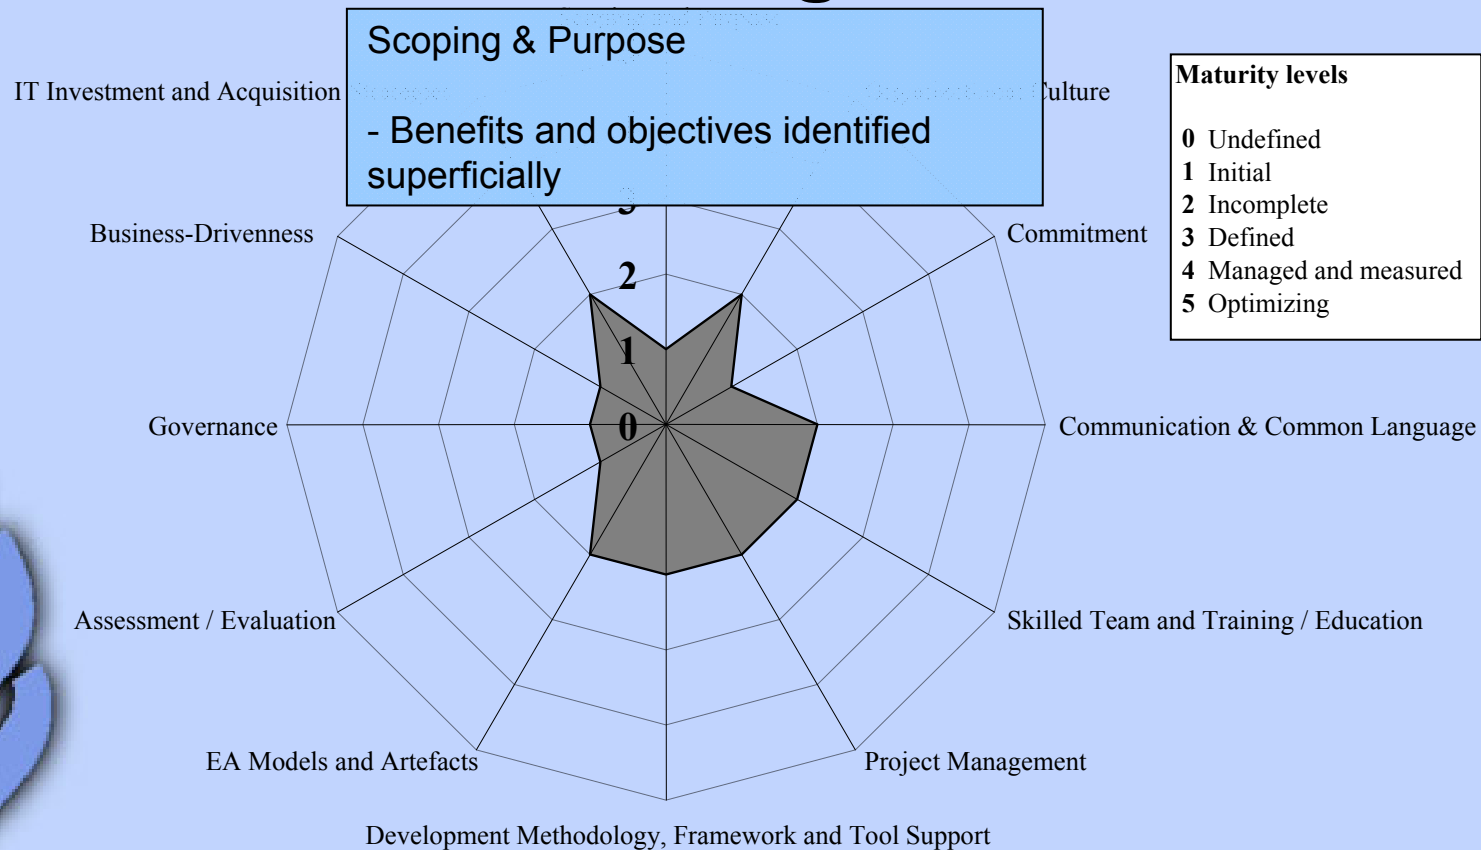 Scoping & Purpose
- Benefits and objectives identified
superficially
IT Investment and Acquisition
Culture
Maturity levels
0 Undefined
1 Initial
2 Incomplete
3 Defined
4 Managed and measured
5 Optimizing
Business-Drivenness
Commitment
3
2
1
0
Governance
Communication & Common Language
Assessment / Evaluation
Skilled Team and Training / Education
EA Models and Artefacts
Project Management
Development Methodology, Framework and Tool Support